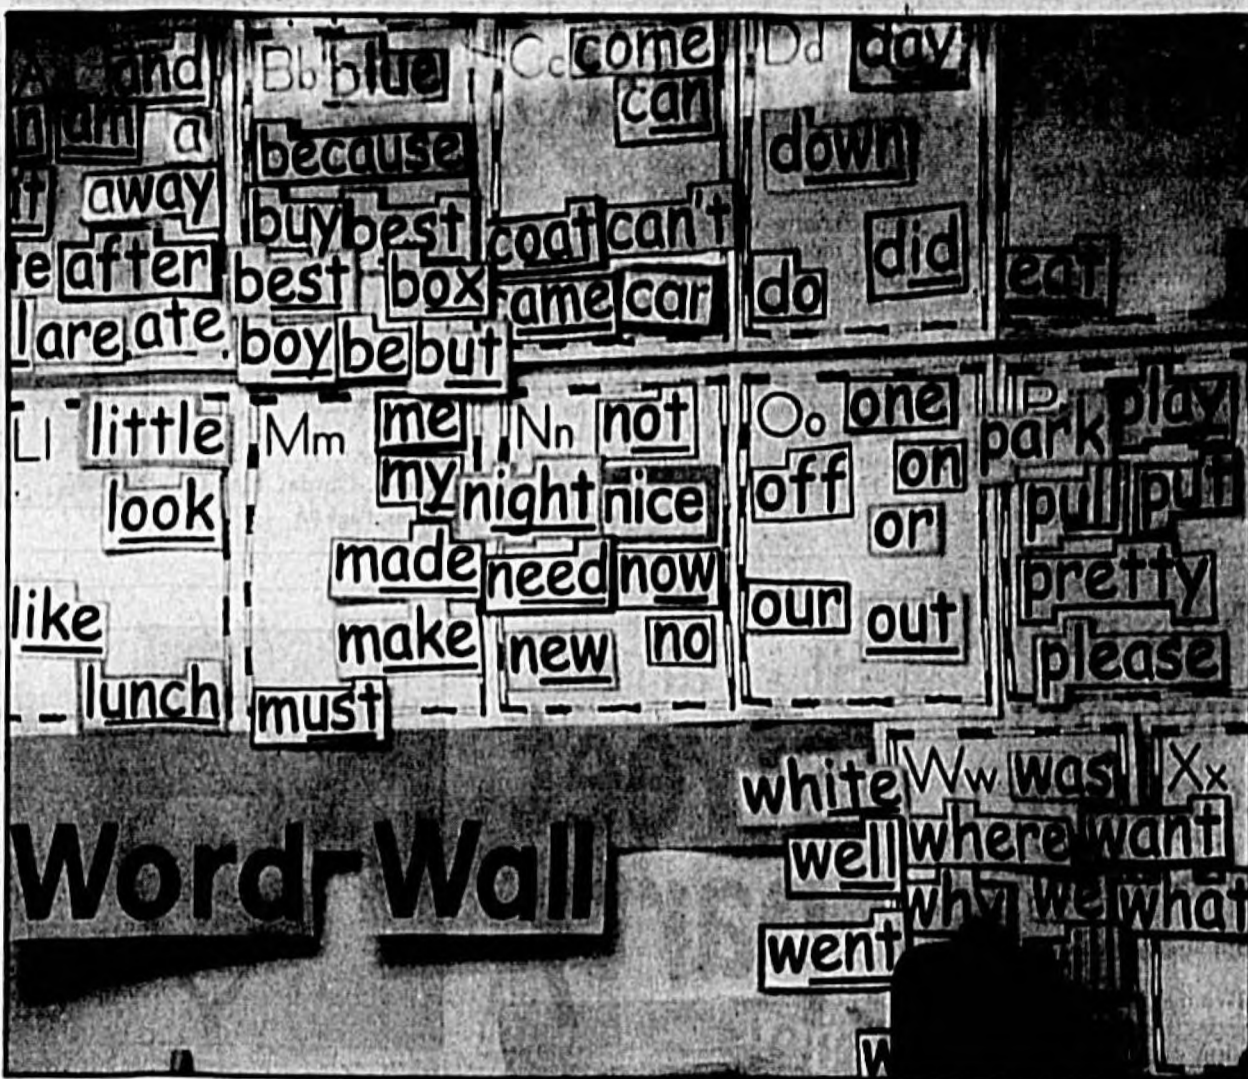 and
am a
away
after
are ate
Bb blue
because
buy best
best box
boy be but
Cc come
can
coat can't
came car
Dd day
down
did
do
eat
Ll little
look
like
lunch
Mm me
my
made
make
must
Nn not
night nice
need now
new no
Oo one
on
off
or
our out
play
park
pull put
pretty
please
Word Wall
white
well
went
Ww was
where want
why we what
Xx